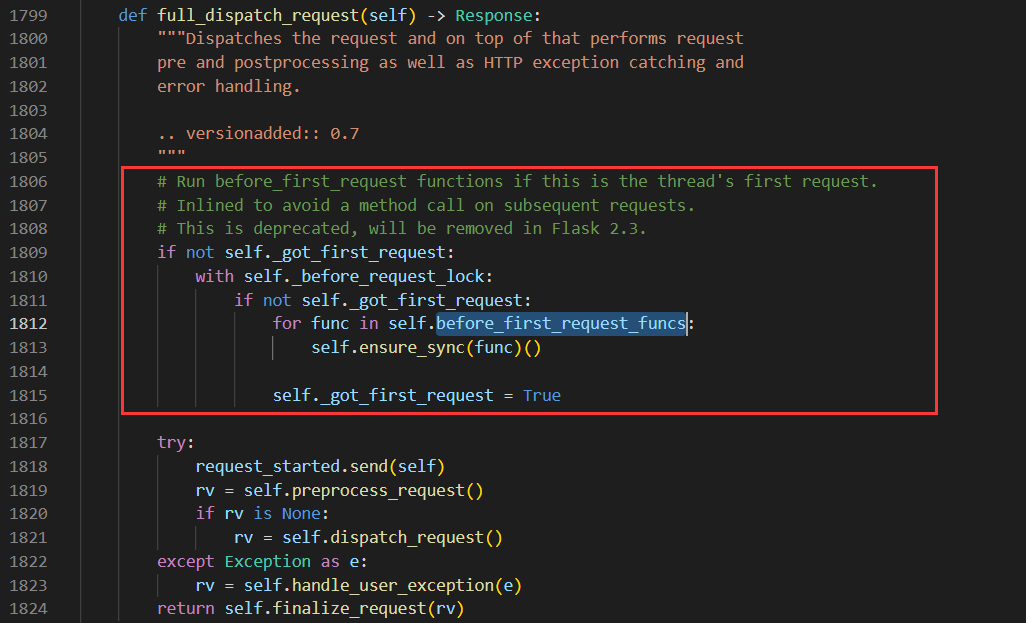 1799 def full_dispatch_request(self) -> Response:
1800 """Dispatches the request and on top of that performs request
1801 pre and postprocessing as well as HTTP exception catching and
1802 error handling.
1803
1804 .. versionadded:: 0.7
1805 """
1806 # Run before_first_request functions if this is the thread's first request.
1807 # Inlined to avoid a method call on subsequent requests.
1808 # This is deprecated, will be removed in Flask 2.3.
1809 if not self._got_first_request:
1810 with self._before_request_lock:
1811 if not self._got_first_request:
1812 for func in self.before_first_request_funcs:
1813 self.ensure_sync(func)()
1814
1815 self._got_first_request = True
1816
1817 try:
1818 request_started.send(self)
1819 rv = self.preprocess_request()
1820 if rv is None:
1821 rv = self.dispatch_request()
1822 except Exception as e:
1823 rv = self.handle_user_exception(e)
1824 return self.finalize_request(rv)